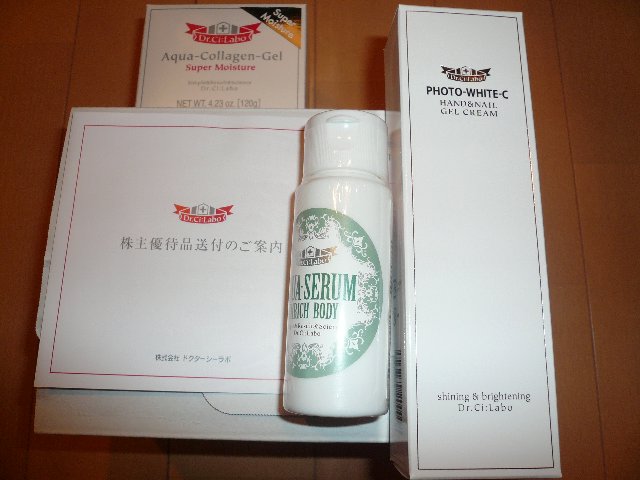 Dr.Ci:Labo
Super
Moisture
Aqua-Collagen-Gel
Super Moisture
Dr.Ci:Labo
NET WT. 4.23 oz. [120g]
Dr.Ci:Labo
株主優待品送付のご案内
株式会社 ドクターシーラボ
Ci:Labo
SERUM
RICH BODY
Dr.Ci:Labo
Dr.Ci:Labo
PHOTO-WHITE-C
HAND&NAIL
GEL CREAM
shining & brightening
Dr.Ci:Labo